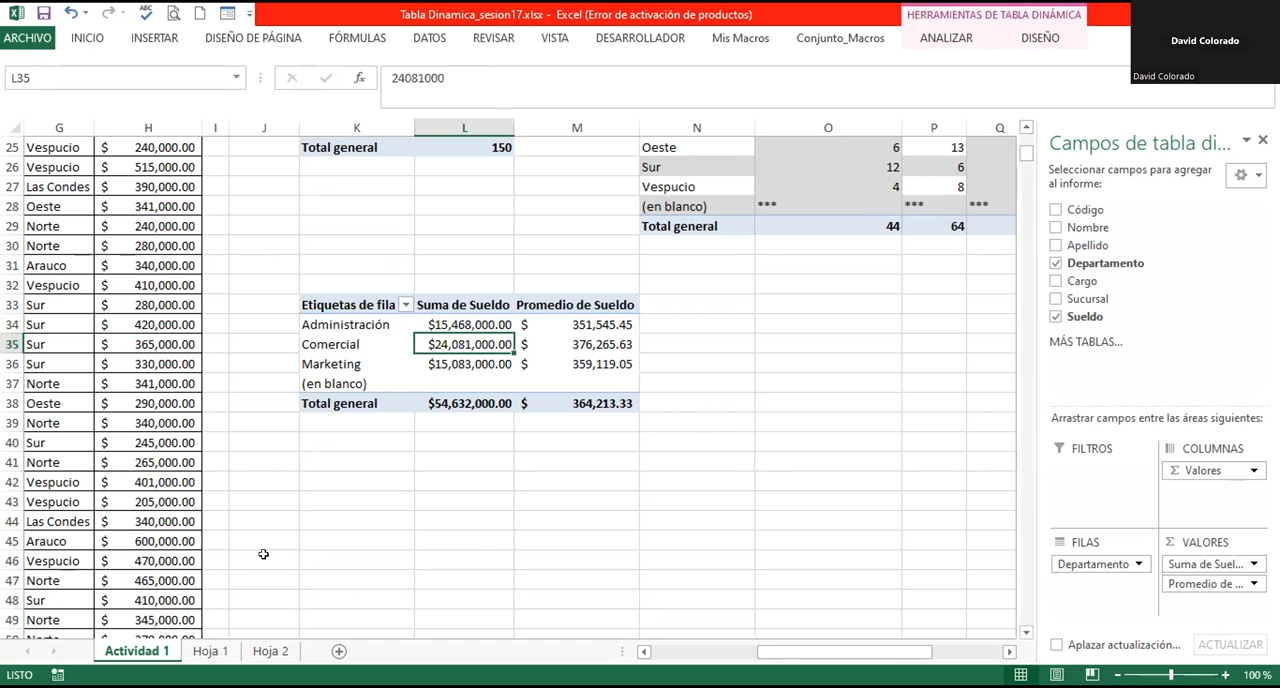 Tabla Dinamica_sesion17.xlsx - Excel (Error de activación de productos)
HERRAMIENTAS DE TABLA DINÁMICA
David Colorado
David Colorado
ARCHIVO INICIO INSERTAR DISEÑO DE PÁGINA FÓRMULAS DATOS REVISAR VISTA DESARROLLADOR Mis Macros Conjunto_Macros ANALIZAR DISEÑO
L35 fx 24081000
G H I J K L M N O P Q
25 Vespucio $ 240,000.00 Total general 150 Oeste 6 13
26 Vespucio $ 515,000.00 Sur 12 6
27 Las Condes $ 390,000.00 Vespucio 4 8
28 Oeste $ 341,000.00 (en blanco) *** *** ***
29 Norte $ 240,000.00 Total general 44 64
30 Norte $ 280,000.00
31 Arauco $ 340,000.00
32 Vespucio $ 410,000.00
33 Sur $ 280,000.00 Etiquetas de fila Suma de Sueldo Promedio de Sueldo
34 Sur $ 420,000.00 Administración $15,468,000.00 $ 351,545.45
35 Sur $ 365,000.00 Comercial $24,081,000.00 $ 376,265.63
36 Sur $ 330,000.00 Marketing $15,083,000.00 $ 359,119.05
37 Norte $ 341,000.00 (en blanco)
38 Oeste $ 290,000.00 Total general $54,632,000.00 $ 364,213.33
39 Norte $ 340,000.00
40 Sur $ 245,000.00
41 Norte $ 265,000.00
42 Vespucio $ 401,000.00
43 Vespucio $ 205,000.00
44 Las Condes $ 340,000.00
45 Arauco $ 600,000.00
46 Vespucio $ 470,000.00
47 Norte $ 465,000.00
48 Sur $ 410,000.00
49 Norte $ 345,000.00
Campos de tabla di...
Seleccionar campos para agregar
al informe:
Código
Nombre
Apellido
Departamento
Cargo
Sucursal
Sueldo
MÁS TABLAS...
Arrastrar campos entre las áreas siguientes:
FILTROS COLUMNAS
Σ Valores
FILAS Σ VALORES
Departamento Suma de Suel...
Promedio de ...
Aplazar actualización... ACTUALIZAR
Actividad 1 Hoja 1 Hoja 2
LISTO 100 %